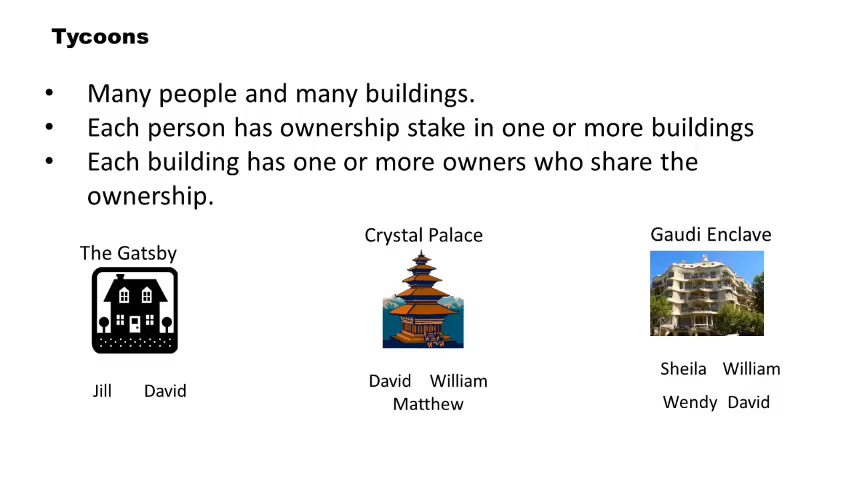 Tycoons
• Many people and many buildings.
• Each person has ownership stake in one or more buildings
• Each building has one or more owners who share the
ownership.
The Gatsby
Jill David
Crystal Palace
David William
Matthew
Gaudi Enclave
Sheila William
Wendy David